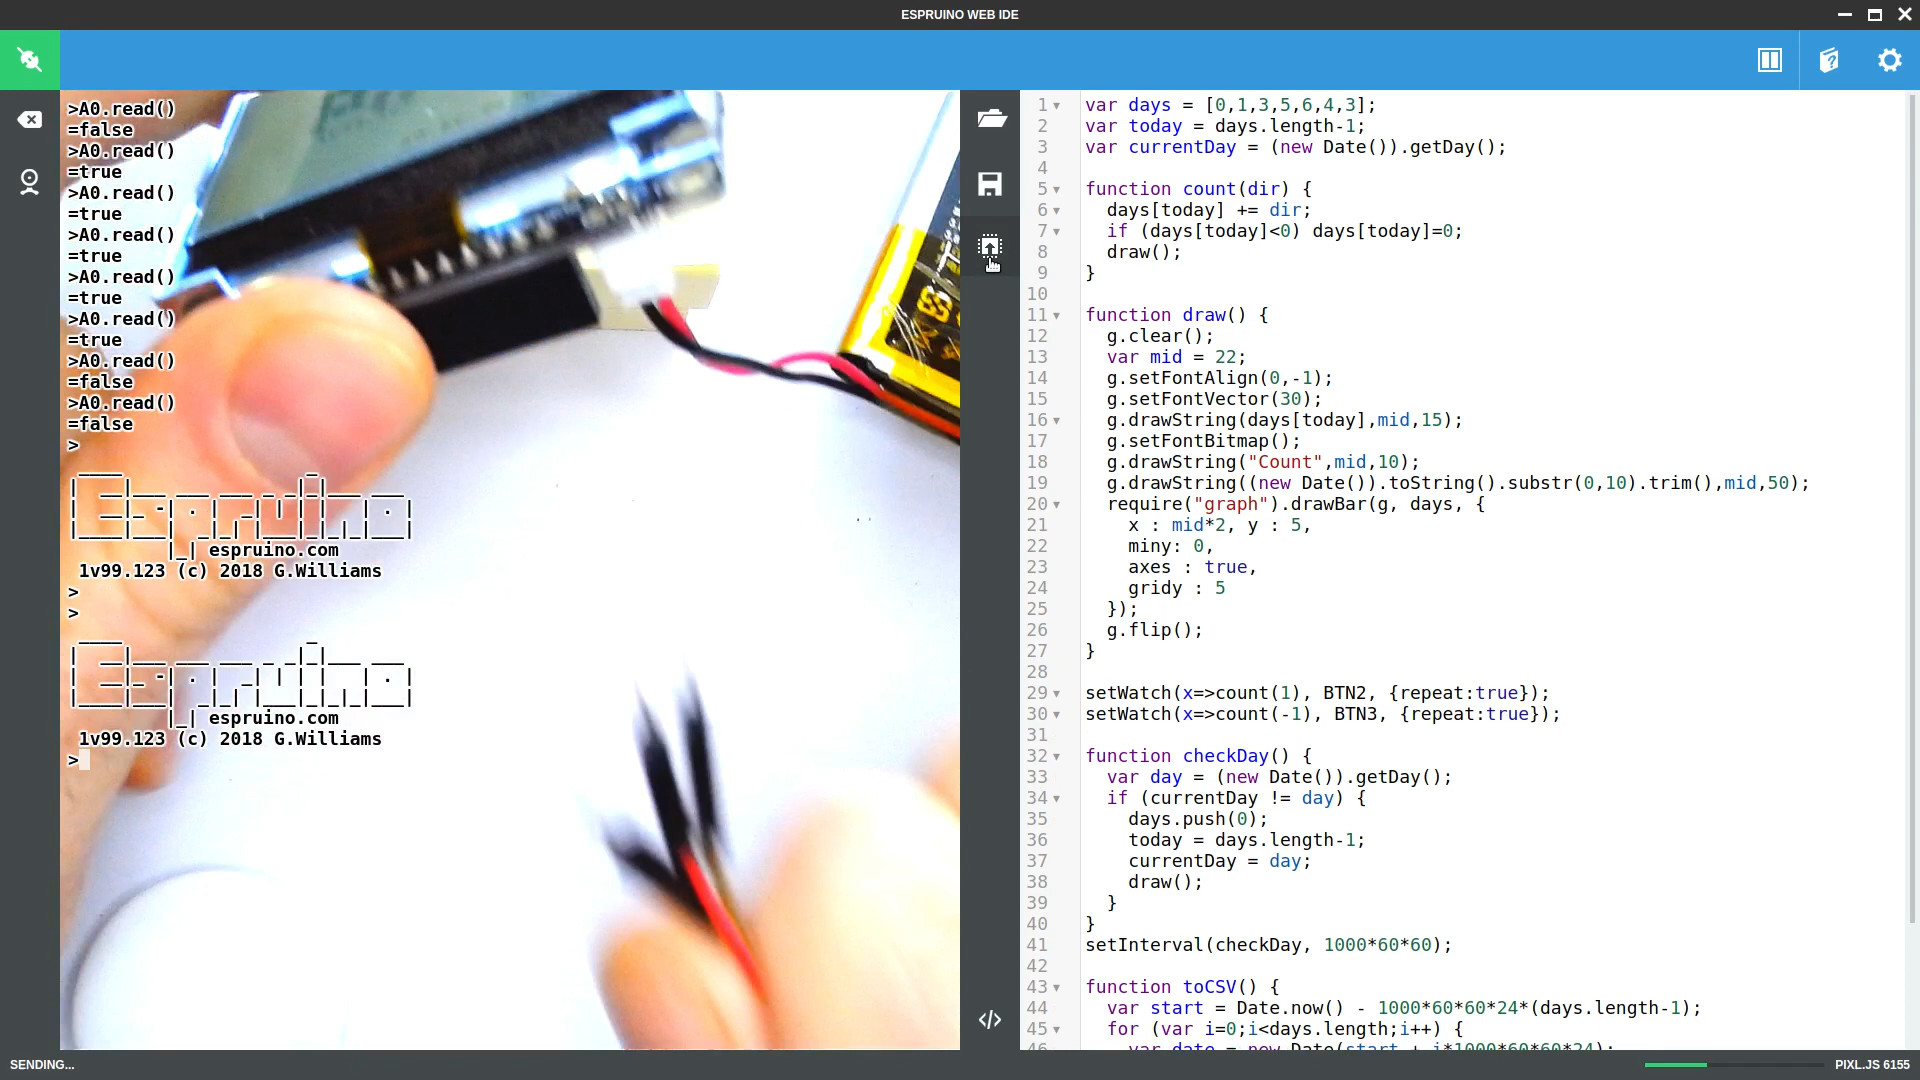 ESPRUINO WEB IDE
>A0.read()
=false
>A0.read()
=true
>A0.read()
=true
>A0.read()
=true
>A0.read()
=true
>A0.read()
=true
>A0.read()
=false
>A0.read()
=false
>
espruino.com
1v99.123 (c) 2018 G.Williams
>
>
espruino.com
1v99.123 (c) 2018 G.Williams
>
1 var days = [0,1,3,5,6,4,3];
2 var today = days.length-1;
3 var currentDay = (new Date()).getDay();
4
5 function count(dir) {
6   days[today] += dir;
7   if (days[today]<0) days[today]=0;
8   draw();
9 }
10
11 function draw() {
12   g.clear();
13   var mid = 22;
14   g.setFontAlign(0,-1);
15   g.setFontVector(30);
16   g.drawString(days[today],mid,15);
17   g.setFontBitmap();
18   g.drawString("Count",mid,10);
19   g.drawString((new Date()).toString().substr(0,10).trim(),mid,50);
20   require("graph").drawBar(g, days, {
21     x : mid*2, y : 5,
22     miny: 0,
23     axes : true,
24     gridy : 5
25   });
26   g.flip();
27 }
28
29 setWatch(x=>count(1), BTN2, {repeat:true});
30 setWatch(x=>count(-1), BTN3, {repeat:true});
31
32 function checkDay() {
33   var day = (new Date()).getDay();
34   if (currentDay != day) {
35     days.push(0);
36     today = days.length-1;
37     currentDay = day;
38     draw();
39   }
40 }
41 setInterval(checkDay, 1000*60*60);
42
43 function toCSV() {
44   var start = Date.now() - 1000*60*60*24*(days.length-1);
45   for (var i=0;i<days.length;i++) {
46     var date = new Date(start + i*1000*60*60*24);
SENDING...
PIXL.JS 6155